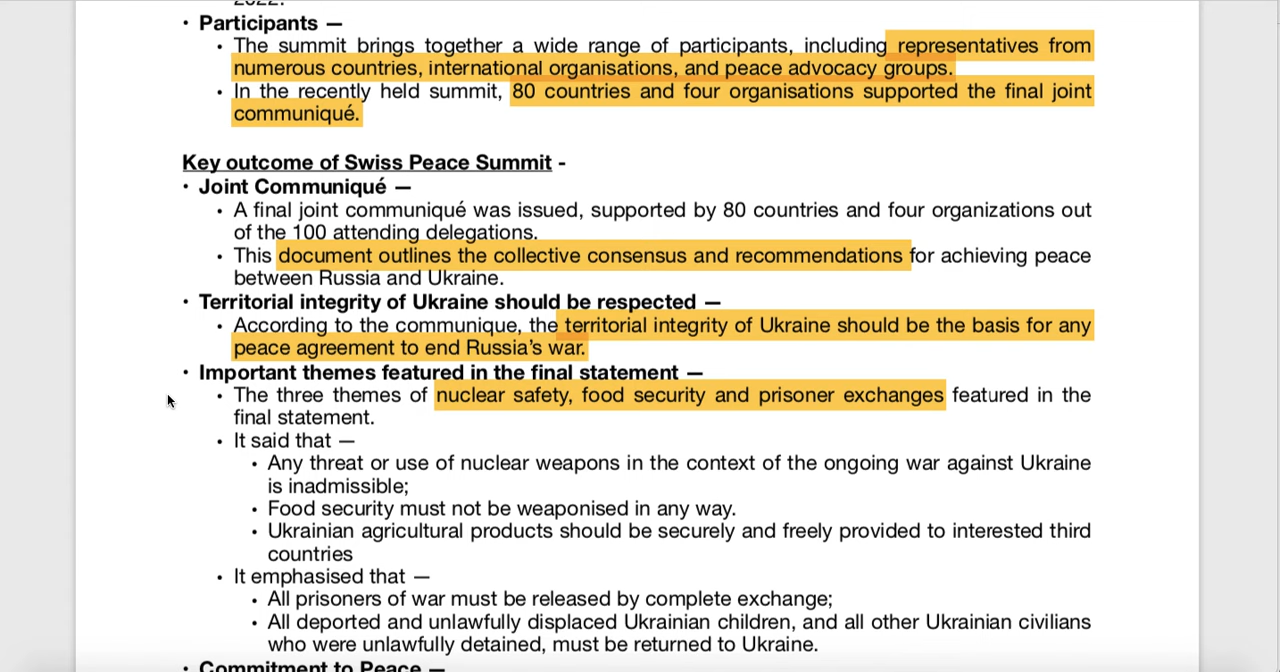 2022.
• Participants —
• The summit brings together a wide range of participants, including representatives from
numerous countries, international organisations, and peace advocacy groups.
• In the recently held summit, 80 countries and four organisations supported the final joint
communiqué.
Key outcome of Swiss Peace Summit -
• Joint Communiqué —
• A final joint communiqué was issued, supported by 80 countries and four organizations out
of the 100 attending delegations.
• This document outlines the collective consensus and recommendations for achieving peace
between Russia and Ukraine.
• Territorial integrity of Ukraine should be respected —
• According to the communique, the territorial integrity of Ukraine should be the basis for any
peace agreement to end Russia's war.
• Important themes featured in the final statement —
• The three themes of nuclear safety, food security and prisoner exchanges featured in the
final statement.
• It said that —
• Any threat or use of nuclear weapons in the context of the ongoing war against Ukraine
is inadmissible;
• Food security must not be weaponised in any way.
• Ukrainian agricultural products should be securely and freely provided to interested third
countries
• It emphasised that —
• All prisoners of war must be released by complete exchange;
• All deported and unlawfully displaced Ukrainian children, and all other Ukrainian civilians
who were unlawfully detained, must be returned to Ukraine.
• Commitment to Peace —